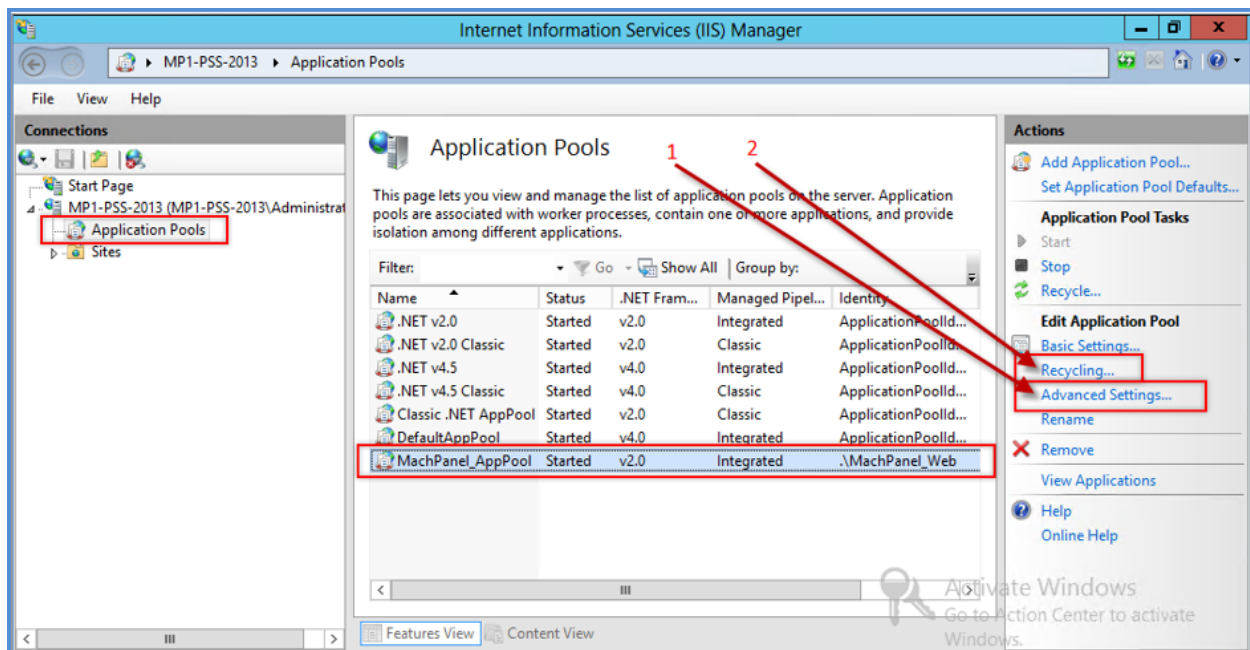 Internet Information Services (IIS) Manager
MP1-PSS-2013 Application Pools
File View Help
Connections
Start Page
MP1-PSS-2013 (MP1-PSS-2013\Administrat
Application Pools
Sites
Application Pools
1 2
This page lets you view and manage the list of application pools on the server. Application
pools are associated with worker processes, contain one or more applications, and provide
isolation among different applications.
Filter: Go Show All Group by:
Name Status .NET Fram... Managed Pipel... Identity
.NET v2.0 Started v2.0 Integrated ApplicationPoolId...
.NET v2.0 Classic Started v2.0 Classic ApplicationPoolId...
.NET v4.5 Started v4.0 Integrated ApplicationPoolId...
.NET v4.5 Classic Started v4.0 Classic ApplicationPoolId...
Classic .NET AppPool Started v2.0 Classic ApplicationPoolId...
DefaultAppPool Started v4.0 Integrated ApplicationPoolId...
MachPanel_AppPool Started v2.0 Integrated .\MachPanel_Web
Features View Content View
Actions
Add Application Pool...
Set Application Pool Defaults...
Application Pool Tasks
Start
Stop
Recycle...
Edit Application Pool
Basic Settings...
Recycling...
Advanced Settings...
Rename
Remove
View Applications
Help
Online Help
Activate Windows
Go to Action Center to activate
Windows.